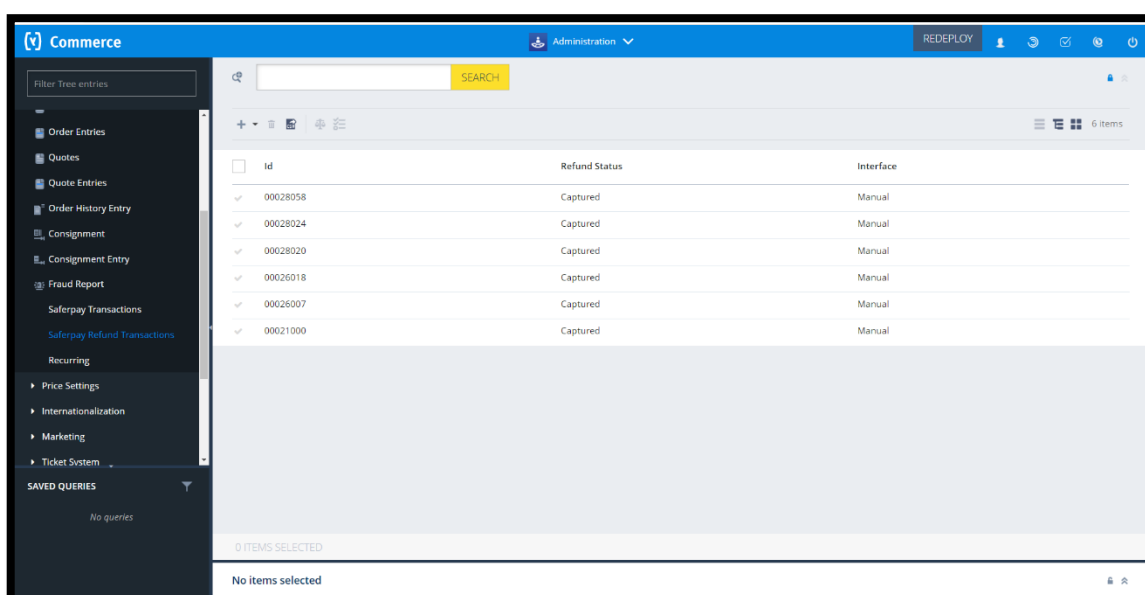 (Y) Commerce
Administration
REDEPLOY
Filter Tree entries
SEARCH
Order Entries
Quotes
Quote Entries
Order History Entry
Consignment
Consignment Entry
Fraud Report
Saferpay Transactions
Saferpay Refund Transactions
Recurring
Price Settings
Internationalization
Marketing
Ticket System
SAVED QUERIES
No queries
6 items
Id Refund Status Interface
00028058 Captured Manual
00028024 Captured Manual
00028020 Captured Manual
00026018 Captured Manual
00026007 Captured Manual
00021000 Captured Manual
0 ITEMS SELECTED
No items selected